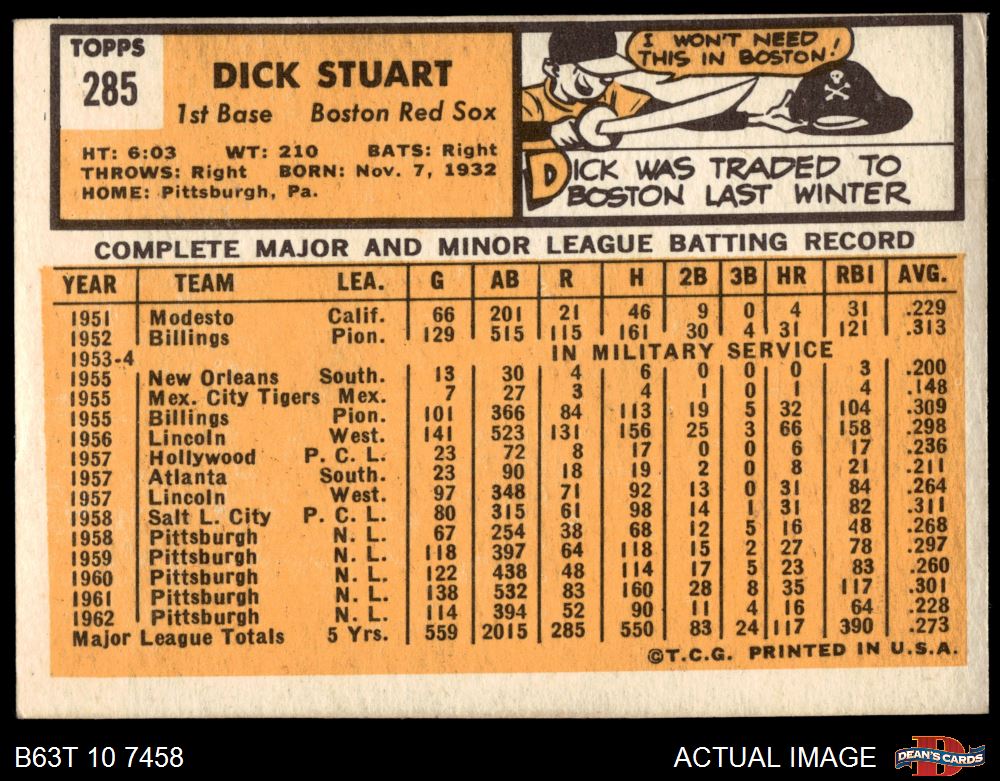 TOPPS
285
DICK STUART
1st Base Boston Red Sox
HT: 6:03 WT: 210 BATS: Right
THROWS: Right BORN: Nov. 7, 1932
HOME: Pittsburgh, Pa.
I WON'T NEED
THIS IN BOSTON!
DICK WAS TRADED TO
BOSTON LAST WINTER
COMPLETE MAJOR AND MINOR LEAGUE BATTING RECORD
YEAR TEAM LEA. G AB R H 2B 3B HR RBI AVG.
1951 Modesto Calif. 66 201 21 46 9 0 4 31 .229
1952 Billings Pion. 129 515 115 161 30 4 31 121 .313
1953-4 IN MILITARY SERVICE
1955 New Orleans South. 13 30 4 6 0 0 0 3 .200
1955 Mex. City Tigers Mex. 7 27 3 4 1 0 1 4 .148
1955 Billings Pion. 101 366 84 113 19 5 32 104 .309
1956 Lincoln West. 141 523 131 156 25 3 66 158 .298
1957 Hollywood P. C. L. 23 72 8 17 0 0 6 17 .236
1957 Atlanta South. 23 90 18 19 2 0 8 21 .211
1957 Lincoln West. 97 348 71 92 13 0 31 84 .264
1958 Salt L. City P. C. L. 80 315 61 98 14 1 31 82 .311
1958 Pittsburgh N. L. 67 254 38 68 12 5 16 48 .268
1959 Pittsburgh N. L. 118 397 64 118 15 2 27 78 .297
1960 Pittsburgh N. L. 122 438 48 114 17 5 23 83 .260
1961 Pittsburgh N. L. 138 532 83 160 28 8 35 117 .301
1962 Pittsburgh N. L. 114 394 52 90 11 4 16 64 .228
Major League Totals 5 Yrs. 559 2015 285 550 83 24 117 390 .273
©T.C.G. PRINTED IN U.S.A.
B63T 10 7458
ACTUAL IMAGE
D
DEAN'S CARDS